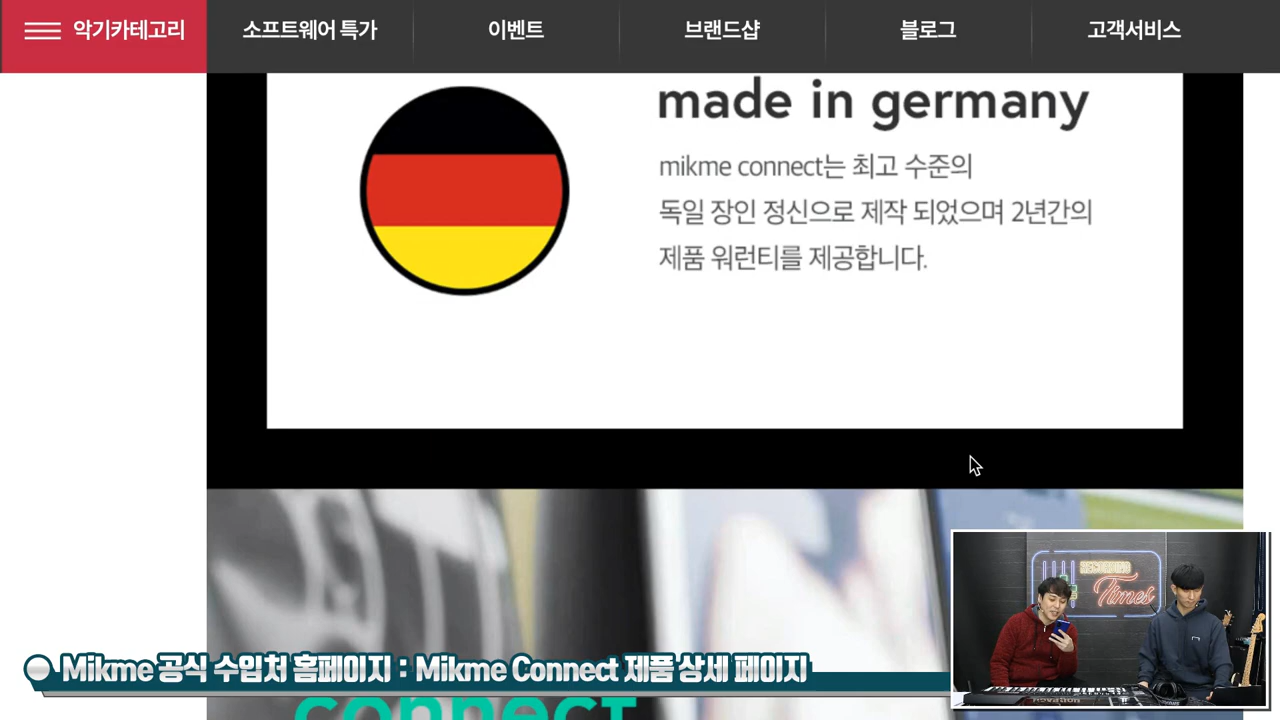 악기카테고리
소프트웨어 특가
이벤트
브랜드샵
블로그
고객서비스
made in germany
mikme connect는 최고 수준의
독일 장인 정신으로 제작 되었으며 2년간의
제품 워런티를 제공합니다.
Times
Mikme 공식 수입처 홈페이지 : Mikme Connect 제품 상세 페이지
connect
novation